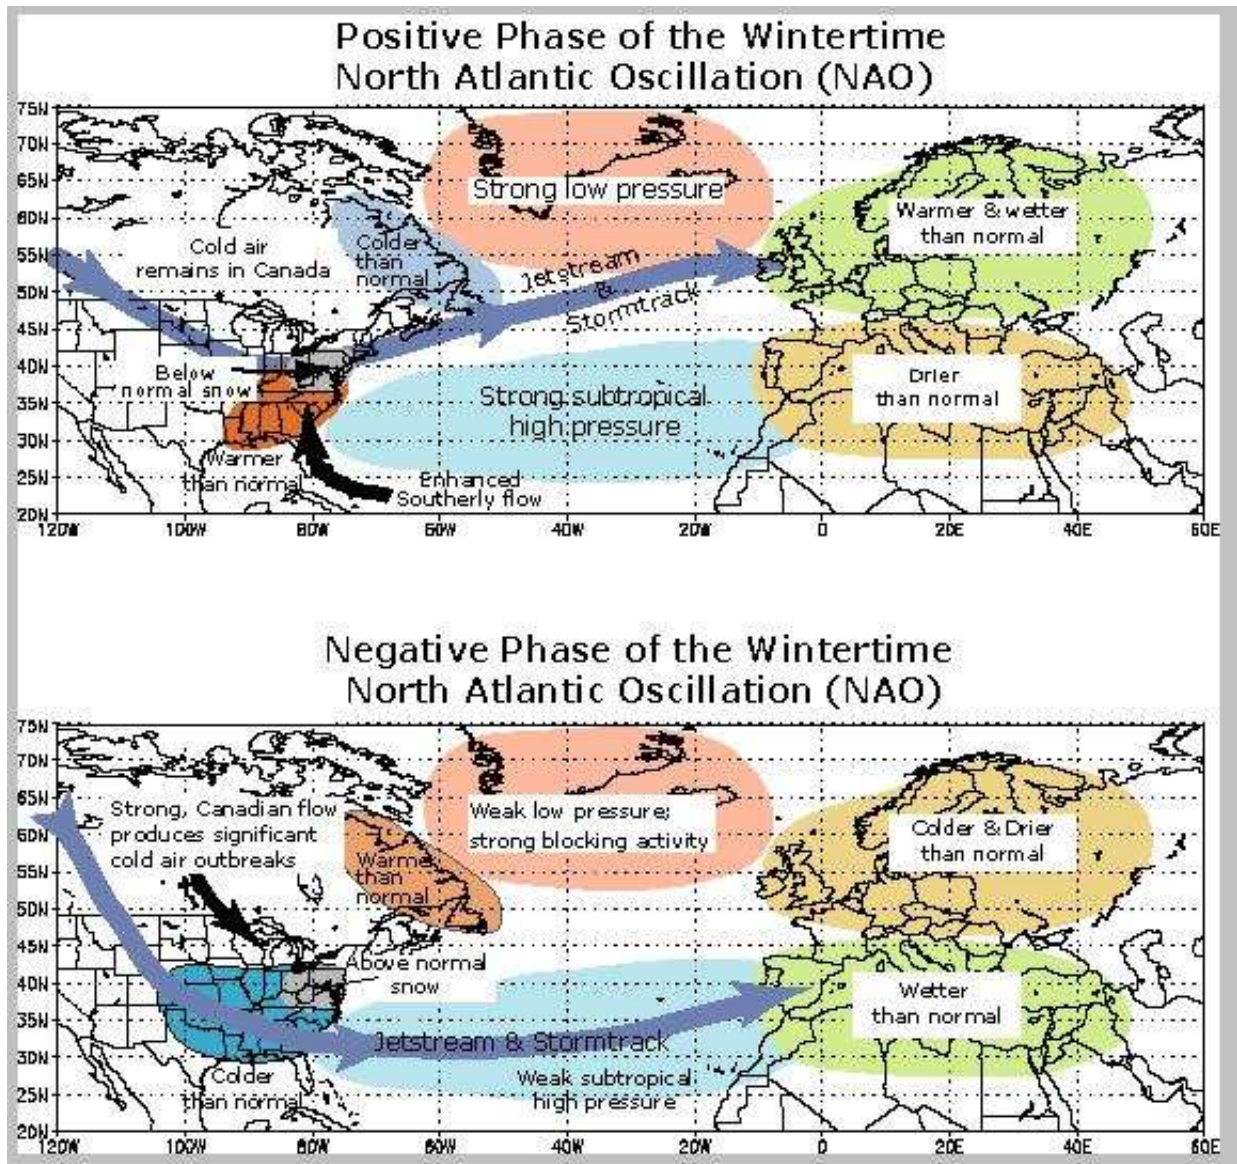 Positive Phase of the Wintertime
North Atlantic Oscillation (NAO)
75N
70N
65N
60N
55N
50N
45N
40N
35N
30N
25N
20N
Strong low pressure
Warmer & wetter
than normal
Cold air
remains in Canada
Colder
than
normal
Jetstream
&
Stormtrack
Below
normal snow
Drier
than normal
Strong subtropical
high pressure
Warmer
than normal
Enhanced
Southerly flow
120W 100W 80W 60W 40W 20W 0 20E 40E 60E
Negative Phase of the Wintertime
North Atlantic Oscillation (NAO)
75N
70N
65N
60N
55N
50N
45N
40N
35N
30N
25N
20N
Strong, Canadian flow
produces significant
cold air outbreaks
Weak low pressure;
strong blocking activity
Colder & Drier
than normal
Warmer
than
normal
Above normal
snow
Wetter
than normal
Jetstream & Stormtrack
Colder
than normal
Weak subtropical
high pressure
120W 100W 80W 60W 40W 20W 0 20E 40E 60E